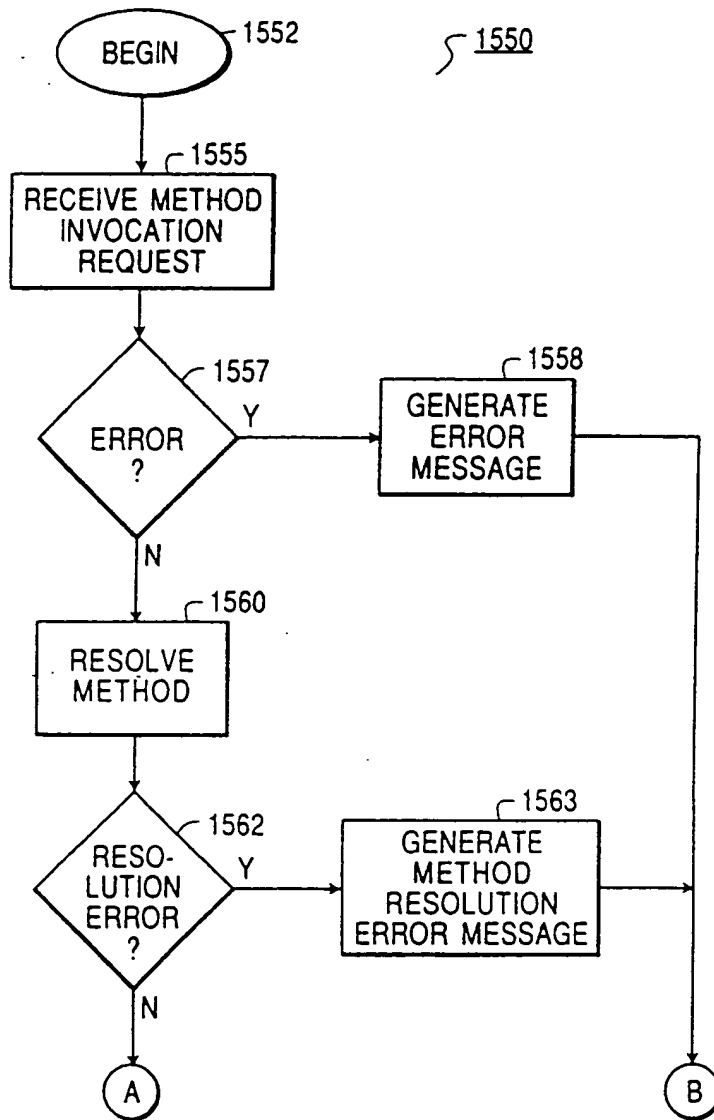 1552
BEGIN
1550
1555
RECEIVE METHOD
INVOCATION
REQUEST
1557
ERROR
?
Y
N
1558
GENERATE
ERROR
MESSAGE
1560
RESOLVE
METHOD
1562
RESO-
LUTION
ERROR
?
Y
N
1563
GENERATE
METHOD
RESOLUTION
ERROR MESSAGE
A
B